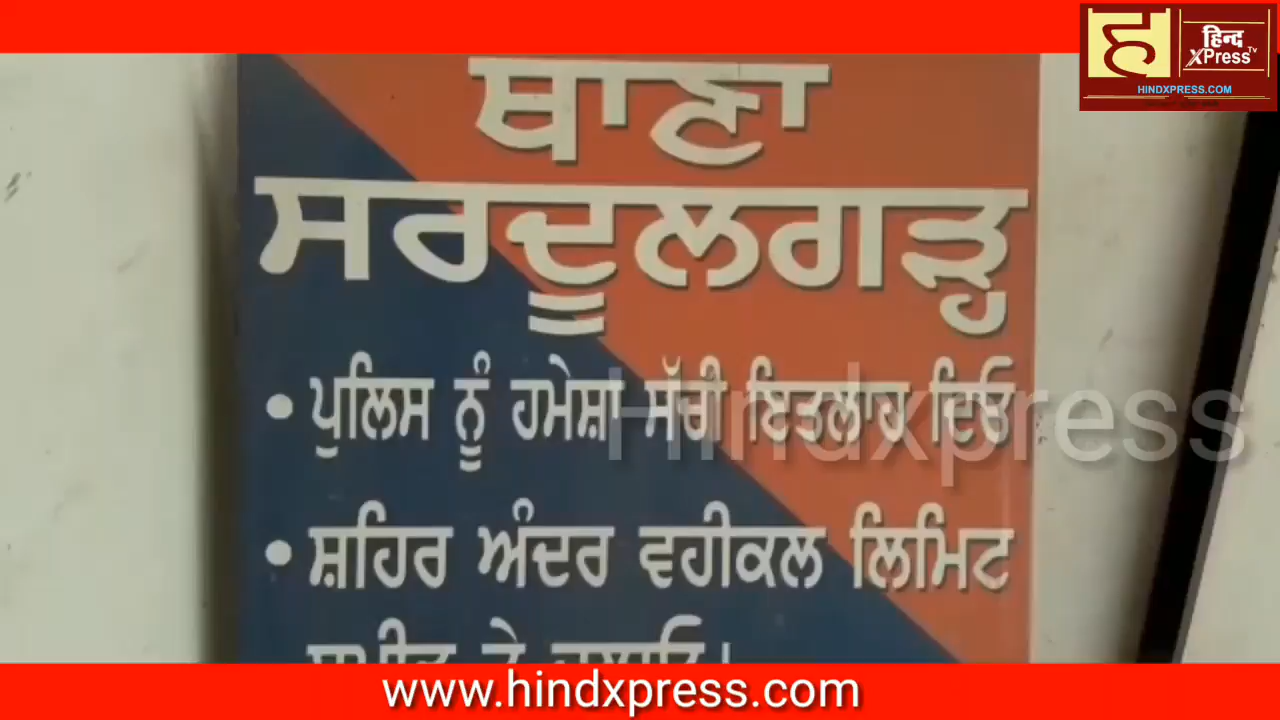 ह
हिन्द
XPress Tv
HINDXPRESS.COM
ਥਾਣਾ
ਸਰਦੂਲਗੜ੍ਹ
• ਪੁਲਿਸ ਨੂੰ ਹਮੇਸ਼ਾ ਸੱਚੀ ਇਤਲਾਹ ਦਿਓ
Hindxpress
• ਸ਼ਹਿਰ ਅੰਦਰ ਵਹੀਕਲ ਲਿਮਿਟ
www.hindxpress.com